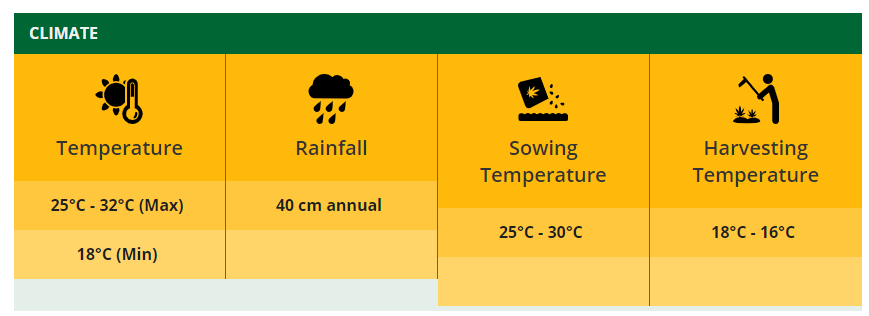 CLIMATE
Temperature
Rainfall
Sowing
Temperature
Harvesting
Temperature
25°C - 32°C (Max)
40 cm annual
25°C - 30°C
18°C - 16°C
18°C (Min)